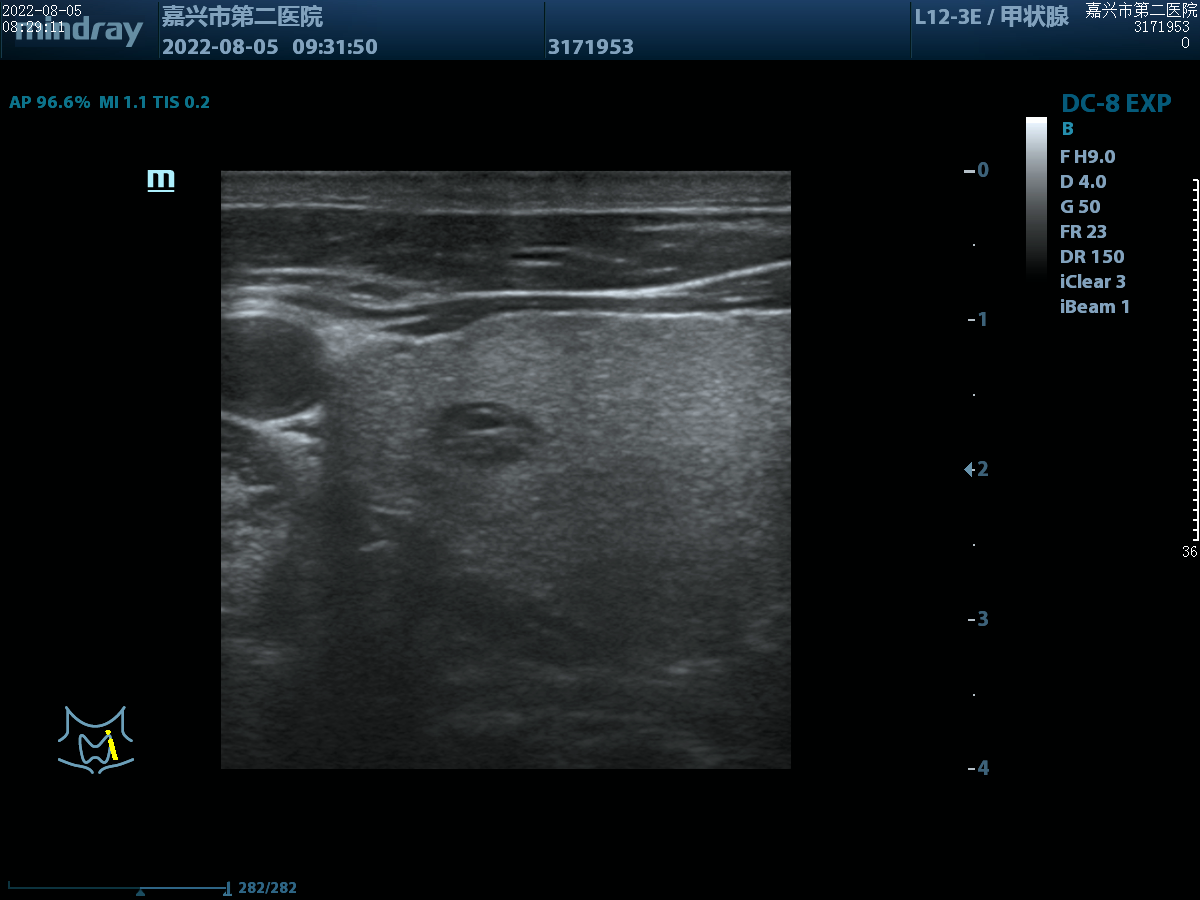 2022-08-05
08:29:11
mindray
嘉兴市第二医院
2022-08-05 09:31:50
3171953
L12-3E / 甲状腺
嘉兴市第二医院
3171953
0
AP 96.6% MI 1.1 TIS 0.2
DC-8 EXP
B
F H9.0
D 4.0
G 50
FR 23
DR 150
iClear 3
iBeam 1
m
0
1
2
3
4
36
282/282